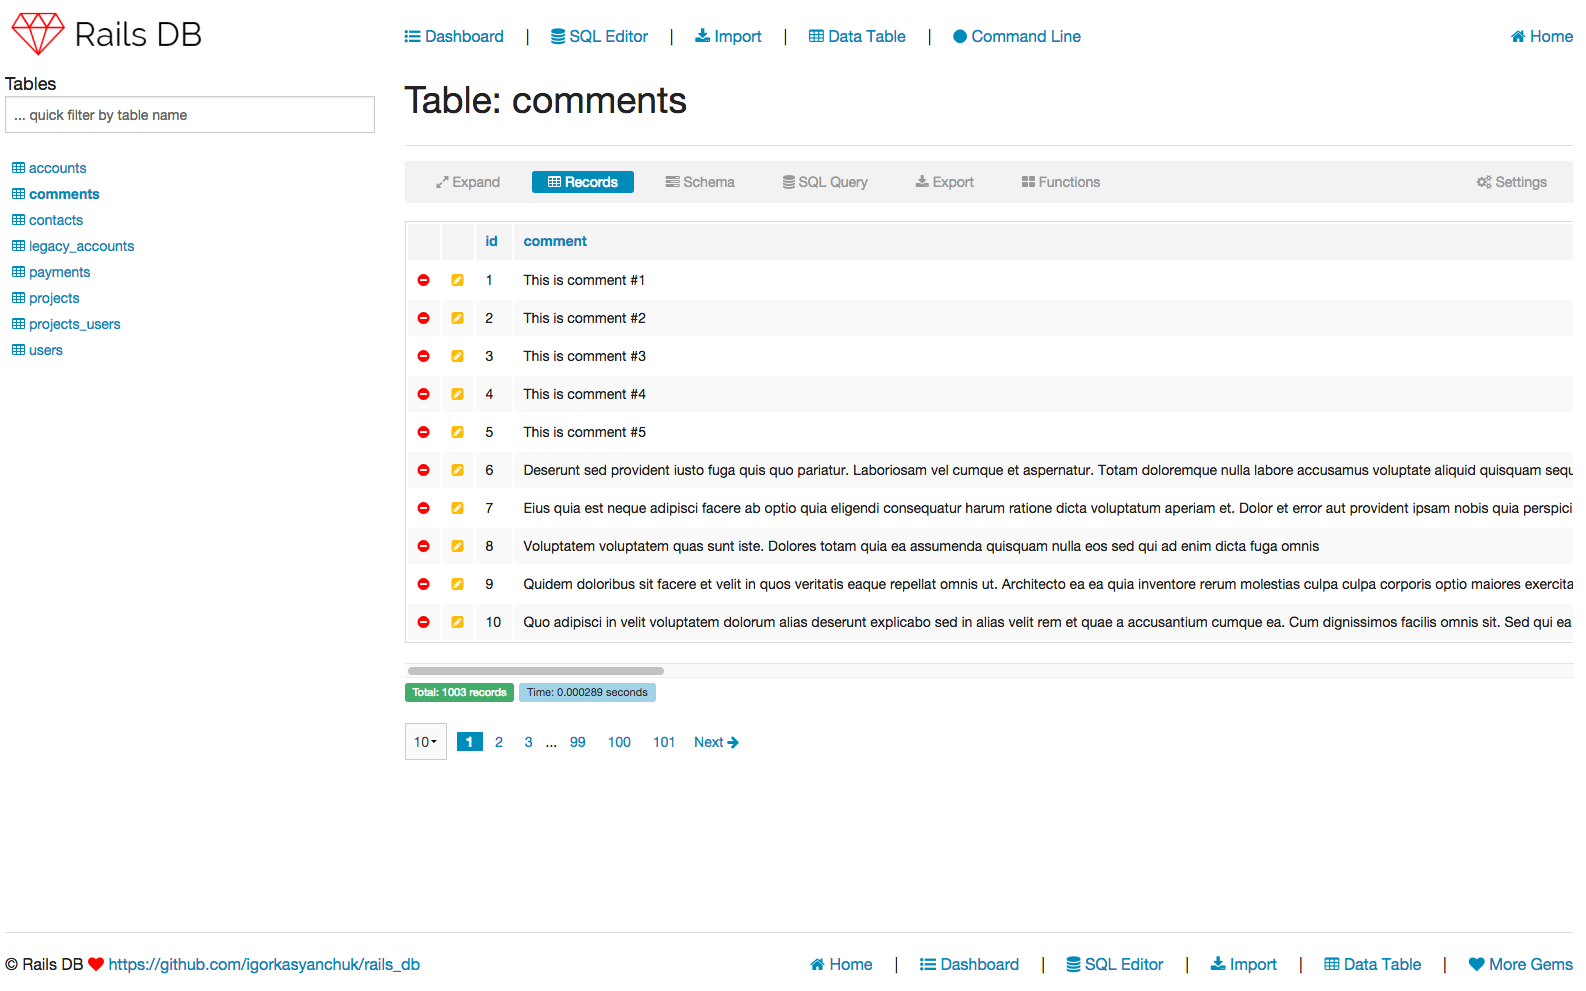 Rails DB
Dashboard | SQL Editor | Import | Data Table | Command Line
Home
Tables
... quick filter by table name
accounts
comments
contacts
legacy_accounts
payments
projects
projects_users
users
Table: comments
Expand Records Schema SQL Query Export Functions Settings
id comment
1 This is comment #1
2 This is comment #2
3 This is comment #3
4 This is comment #4
5 This is comment #5
6 Deserunt sed provident iusto fuga quis quo pariatur. Laboriosam vel cumque et aspernatur. Totam doloremque nulla labore accusamus voluptate aliquid quisquam sequ
7 Eius quia est neque adipisci facere ab optio quia eligendi consequatur harum ratione dicta voluptatum aperiam et. Dolor et error aut provident ipsam nobis quia perspici
8 Voluptatem voluptatem quas sunt iste. Dolores totam quia ea assumenda quisquam nulla eos sed qui ad enim dicta fuga omnis
9 Quidem doloribus sit facere et velit in quos veritatis eaque repellat omnis ut. Architecto ea ea quia inventore rerum molestias culpa culpa corporis optio maiores exercita
10 Quo adipisci in velit voluptatem dolorum alias deserunt explicabo sed in alias velit rem et quae a accusantium cumque ea. Cum dignissimos facilis omnis sit. Sed qui ea
Total: 1003 records Time: 0.000289 seconds
10 1 2 3 ... 99 100 101 Next
© Rails DB https://github.com/igorkasyanchuk/rails_db
Home | Dashboard | SQL Editor | Import | Data Table | More Gems